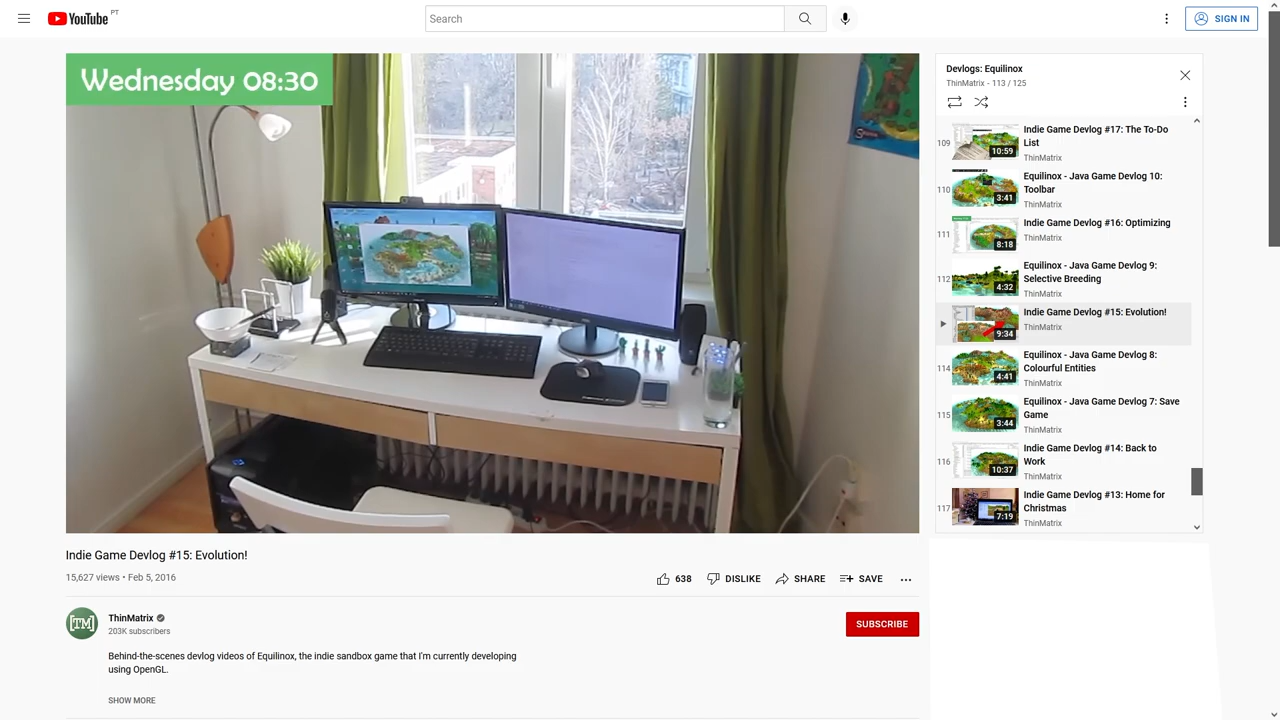 YouTube PT
Search
SIGN IN
Wednesday 08:30
Devlogs: Equilinox
ThinMatrix - 113 / 125
109
10:59
Indie Game Devlog #17: The To-Do
List
ThinMatrix
110
3:41
Equilinox - Java Game Devlog 10:
Toolbar
ThinMatrix
111
8:18
Indie Game Devlog #16: Optimizing
ThinMatrix
112
4:32
Equilinox - Java Game Devlog 9:
Selective Breeding
ThinMatrix
9:34
Indie Game Devlog #15: Evolution!
ThinMatrix
114
4:41
Equilinox - Java Game Devlog 8:
Colourful Entities
ThinMatrix
115
3:44
Equilinox - Java Game Devlog 7: Save
Game
ThinMatrix
116
10:37
Indie Game Devlog #14: Back to
Work
ThinMatrix
117
7:19
Indie Game Devlog #13: Home for
Christmas
ThinMatrix
Indie Game Devlog #15: Evolution!
15,627 views • Feb 5, 2016
638 DISLIKE SHARE SAVE
[TM]
ThinMatrix
203K subscribers
SUBSCRIBE
Behind-the-scenes devlog videos of Equilinox, the indie sandbox game that I'm currently developing
using OpenGL.
SHOW MORE